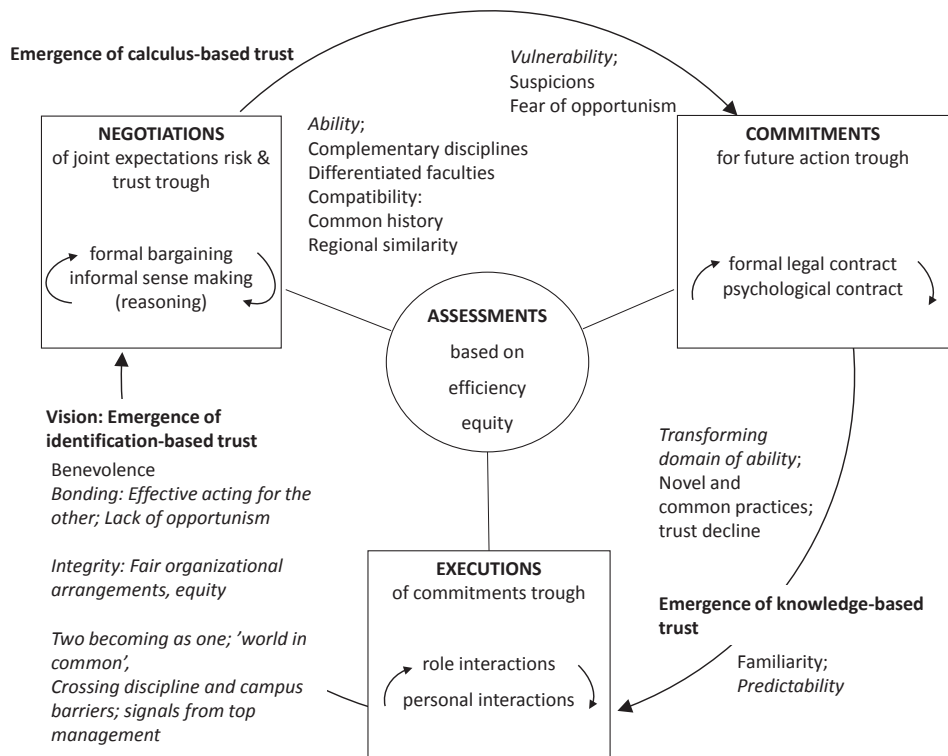 Emergence of calculus-based trust
Vulnerability;
Suspicions
Fear of opportunism
NEGOTIATIONS
of joint expectations risk &
trust trough
formal bargaining
informal sense making
(reasoning)
Ability;
Complementary disciplines
Differentiated faculties
Compatibility:
Common history
Regional similarity
COMMITMENTS
for future action trough
formal legal contract
psychological contract
ASSESSMENTS
based on
efficiency
equity
Vision: Emergence of
identification-based trust
Benevolence
Bonding: Effective acting for the
other; Lack of opportunism
Integrity: Fair organizational
arrangements, equity
Two becoming as one; ’world in
common’,
Crossing discipline and campus
barriers; signals from top
management
Transforming
domain of ability;
Novel and
common practices;
trust decline
EXECUTIONS
of commitments trough
role interactions
personal interactions
Emergence of knowledge-based
trust
Familiarity;
Predictability